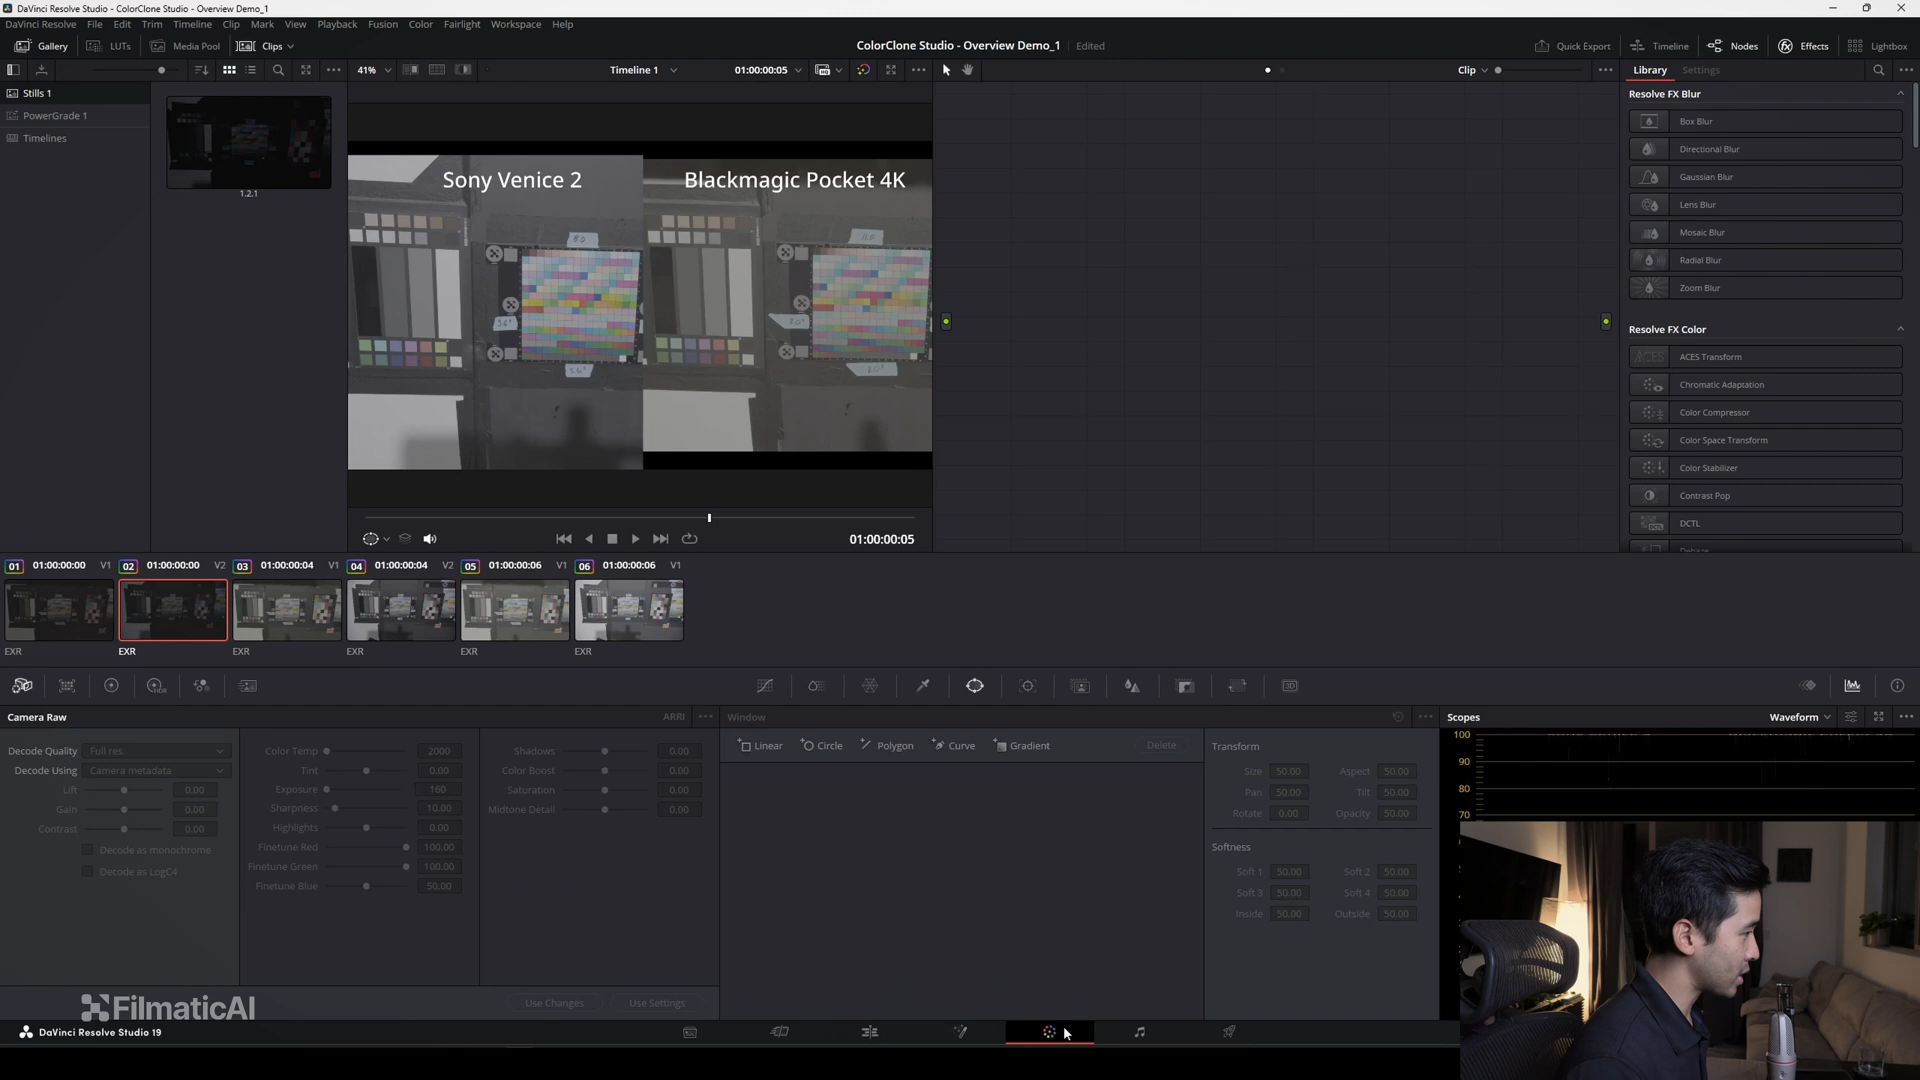 DaVinci Resolve Studio - ColorClone Studio - Overview Demo_1
DaVinci Resolve File Edit Trim Timeline Clip Mark View Playback Fusion Color Fairlight Workspace Help
Gallery LUTs Media Pool Clips ColorClone Studio - Overview Demo_1 Edited Quick Export Timeline Nodes Effects Lightbox
41% Timeline 1 01:00:00:05 Clip Library Settings
Stills 1
PowerGrade 1
Timelines
1.2.1
Sony Venice 2 Blackmagic Pocket 4K
Resolve FX Blur
Box Blur
Directional Blur
Gaussian Blur
Lens Blur
Mosaic Blur
Radial Blur
Zoom Blur
Resolve FX Color
ACES Transform
Chromatic Adaptation
Color Compressor
Color Space Transform
Color Stabilizer
Contrast Pop
DCTL
01:00:00:05
01 01:00:00:00 V1 02 01:00:00:00 V2 03 01:00:00:04 V1 04 01:00:00:04 V2 05 01:00:00:06 V1 06 01:00:00:06 V1
EXR EXR EXR EXR EXR EXR
Camera Raw ARRI Window Scopes Waveform
Decode Quality Full res.
Decode Using Camera metadata
Lift 0.00
Gain 0.00
Contrast 0.00
Decode as monochrome
Decode as LogC4
Color Temp 2000
Tint 0.00
Exposure 160
Sharpness 10.00
Highlights 0.00
Finetune Red 100.00
Finetune Green 100.00
Finetune Blue 50.00
Shadows 0.00
Color Boost 0.00
Saturation 0.00
Midtone Detail 0.00
Use Changes Use Settings
Linear Circle Polygon Curve Gradient Delete
Transform
Size 50.00 Aspect 50.00
Pan 50.00 Tilt 50.00
Rotate 0.00 Opacity 50.00
Softness
Soft 1 50.00 Soft 2 50.00
Soft 3 50.00 Soft 4 50.00
Inside 50.00 Outside 50.00
100
90
80
70
FilmaticAI
DaVinci Resolve Studio 19